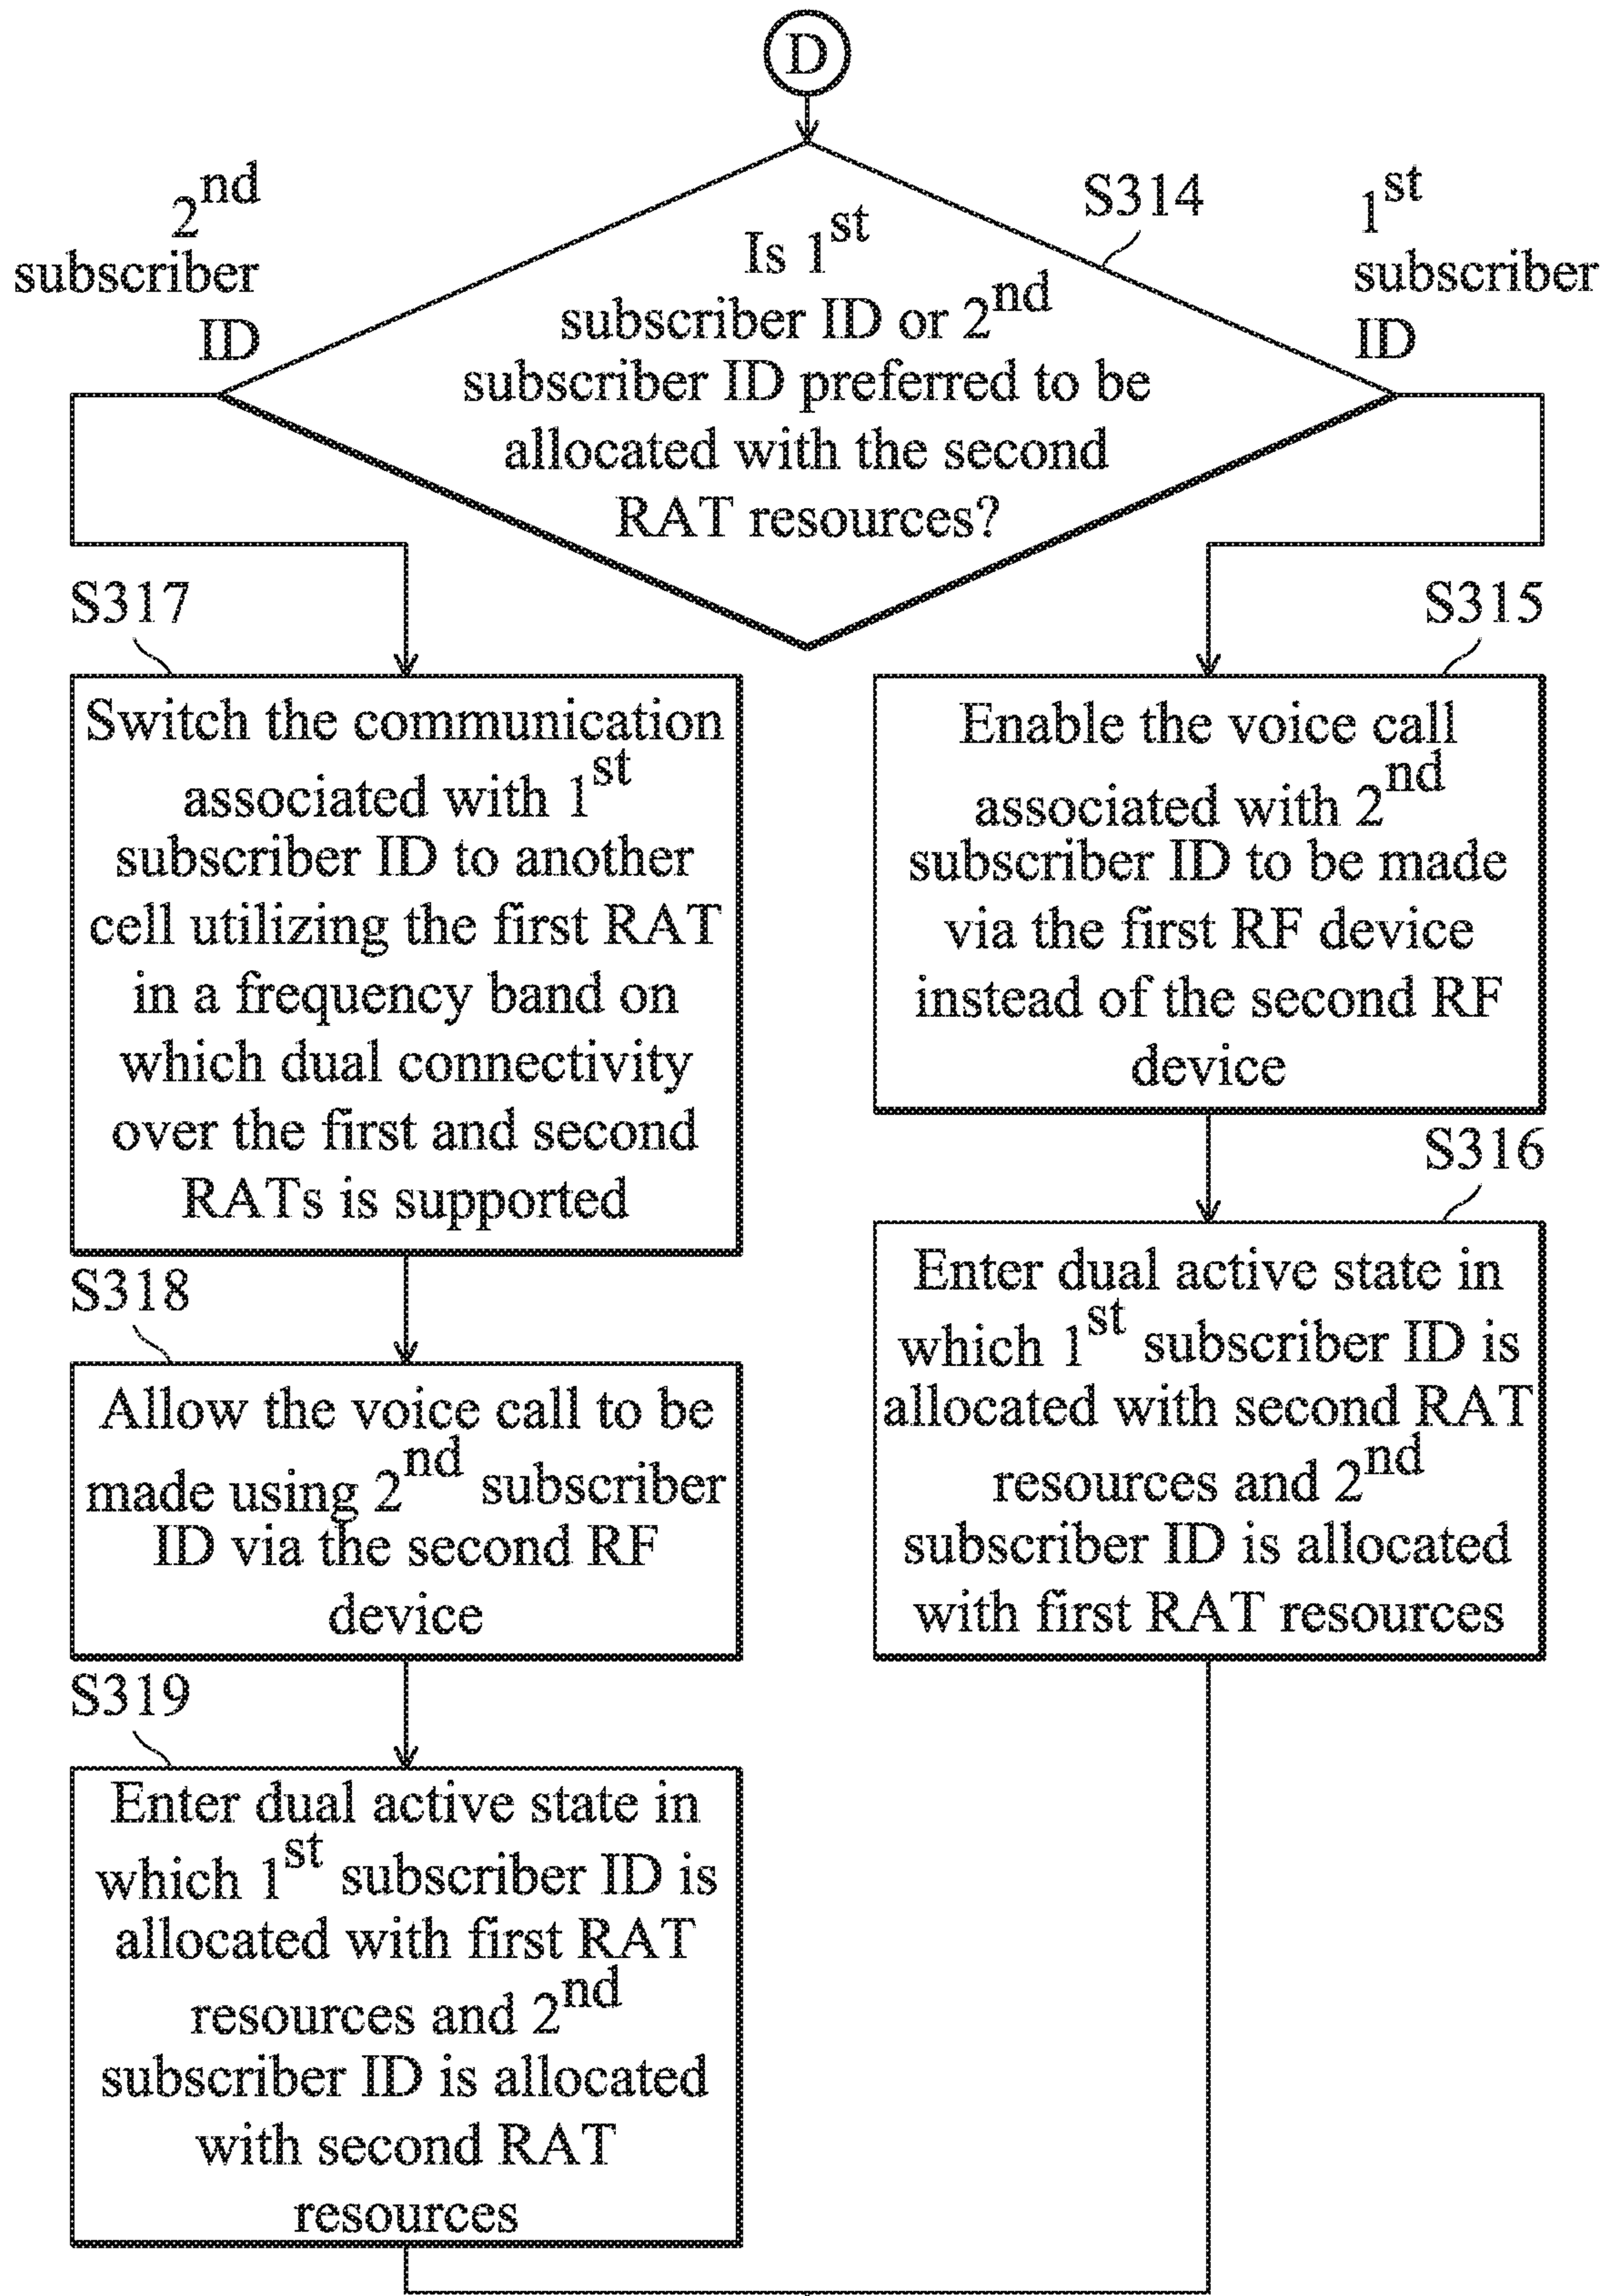 D
S314
2nd
subscriber
ID
1st
subscriber
ID
Is 1st
subscriber ID or 2nd
subscriber ID preferred to be
allocated with the second
RAT resources?
S317
Switch the communication
associated with 1st
subscriber ID to another
cell utilizing the first RAT
in a frequency band on
which dual connectivity
over the first and second
RATs is supported
S318
Allow the voice call to be
made using 2nd subscriber
ID via the second RF
device
S319
Enter dual active state in
which 1st subscriber ID is
allocated with first RAT
resources and 2nd
subscriber ID is allocated
with second RAT
resources
S315
Enable the voice call
associated with 2nd
subscriber ID to be made
via the first RF device
instead of the second RF
device
S316
Enter dual active state in
which 1st subscriber ID is
allocated with second RAT
resources and 2nd
subscriber ID is allocated
with first RAT resources